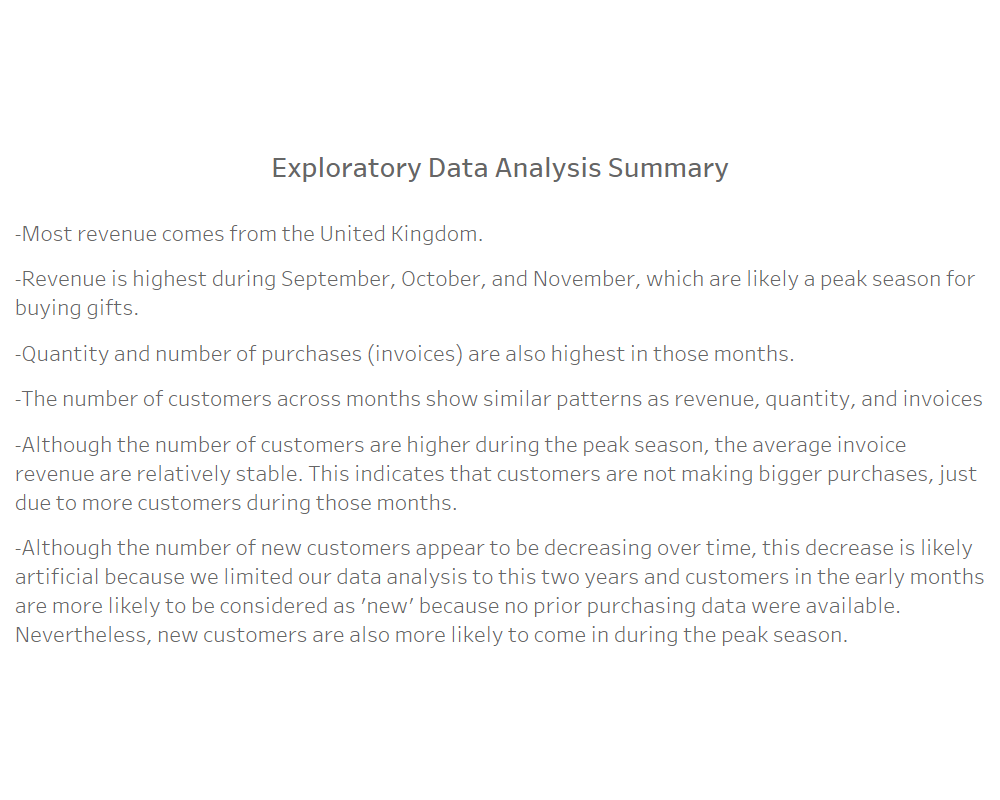 Exploratory Data Analysis Summary
-Most revenue comes from the United Kingdom.
-Revenue is highest during September, October, and November, which are likely a peak season for
buying gifts.
-Quantity and number of purchases (invoices) are also highest in those months.
-The number of customers across months show similar patterns as revenue, quantity, and invoices
-Although the number of customers are higher during the peak season, the average invoice
revenue are relatively stable. This indicates that customers are not making bigger purchases, just
due to more customers during those months.
-Although the number of new customers appear to be decreasing over time, this decrease is likely
artificial because we limited our data analysis to this two years and customers in the early months
are more likely to be considered as ’new’ because no prior purchasing data were available.
Nevertheless, new customers are also more likely to come in during the peak season.